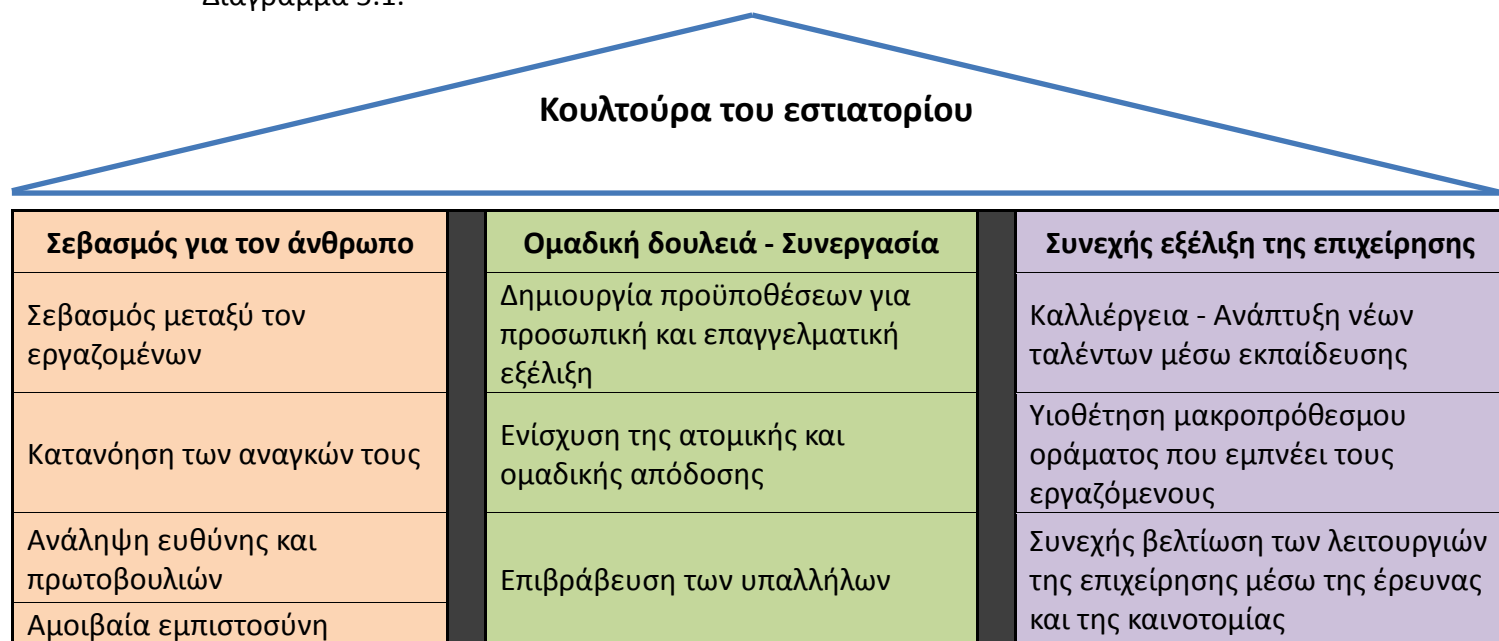 Διάγραμμα 3.1.
Κουλτούρα του εστιατορίου
Σεβασμός για τον άνθρωπο
Σεβασμός μεταξύ τον
εργαζομένων
Κατανόηση των αναγκών τους
Ανάληψη ευθύνης και
πρωτοβουλιών
Αμοιβαία εμπιστοσύνη
Ομαδική δουλειά - Συνεργασία
Δημιουργία προϋποθέσεων για
προσωπική και επαγγελματική
εξέλιξη
Ενίσχυση της ατομικής και
ομαδικής απόδοσης
Επιβράβευση των υπαλλήλων
Συνεχής εξέλιξη της επιχείρησης
Καλλιέργεια - Ανάπτυξη νέων
ταλέντων μέσω εκπαίδευσης
Υιοθέτηση μακροπρόθεσμου
οράματος που εμπνέει τους
εργαζόμενους
Συνεχής βελτίωση των λειτουργιών
της επιχείρησης μέσω της έρευνας
και της καινοτομίας